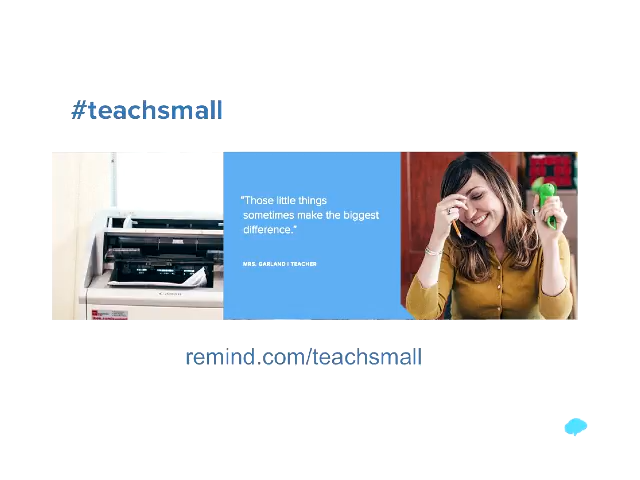 #teachsmall
"Those little things
sometimes make the biggest
difference."
MRS. GARLAND I TEACHER
remind.com/teachsmall